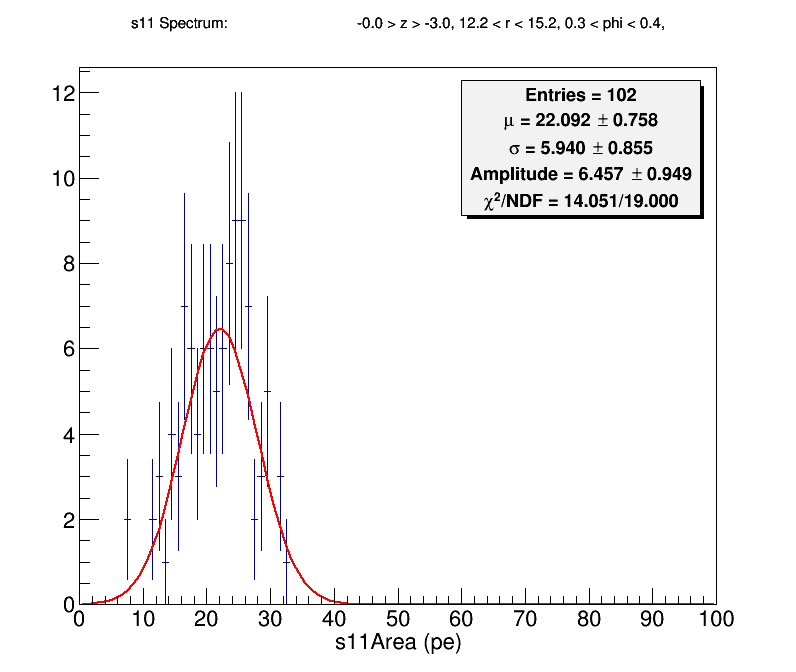 s11 Spectrum: -0.0 > z > -3.0, 12.2 < r < 15.2, 0.3 < phi < 0.4,
Entries = 102
μ = 22.092 ± 0.758
σ = 5.940 ± 0.855
Amplitude = 6.457 ± 0.949
χ²/NDF = 14.051/19.000
12
10
8
6
4
2
0
0 10 20 30 40 50 60 70 80 90 100
s11Area (pe)